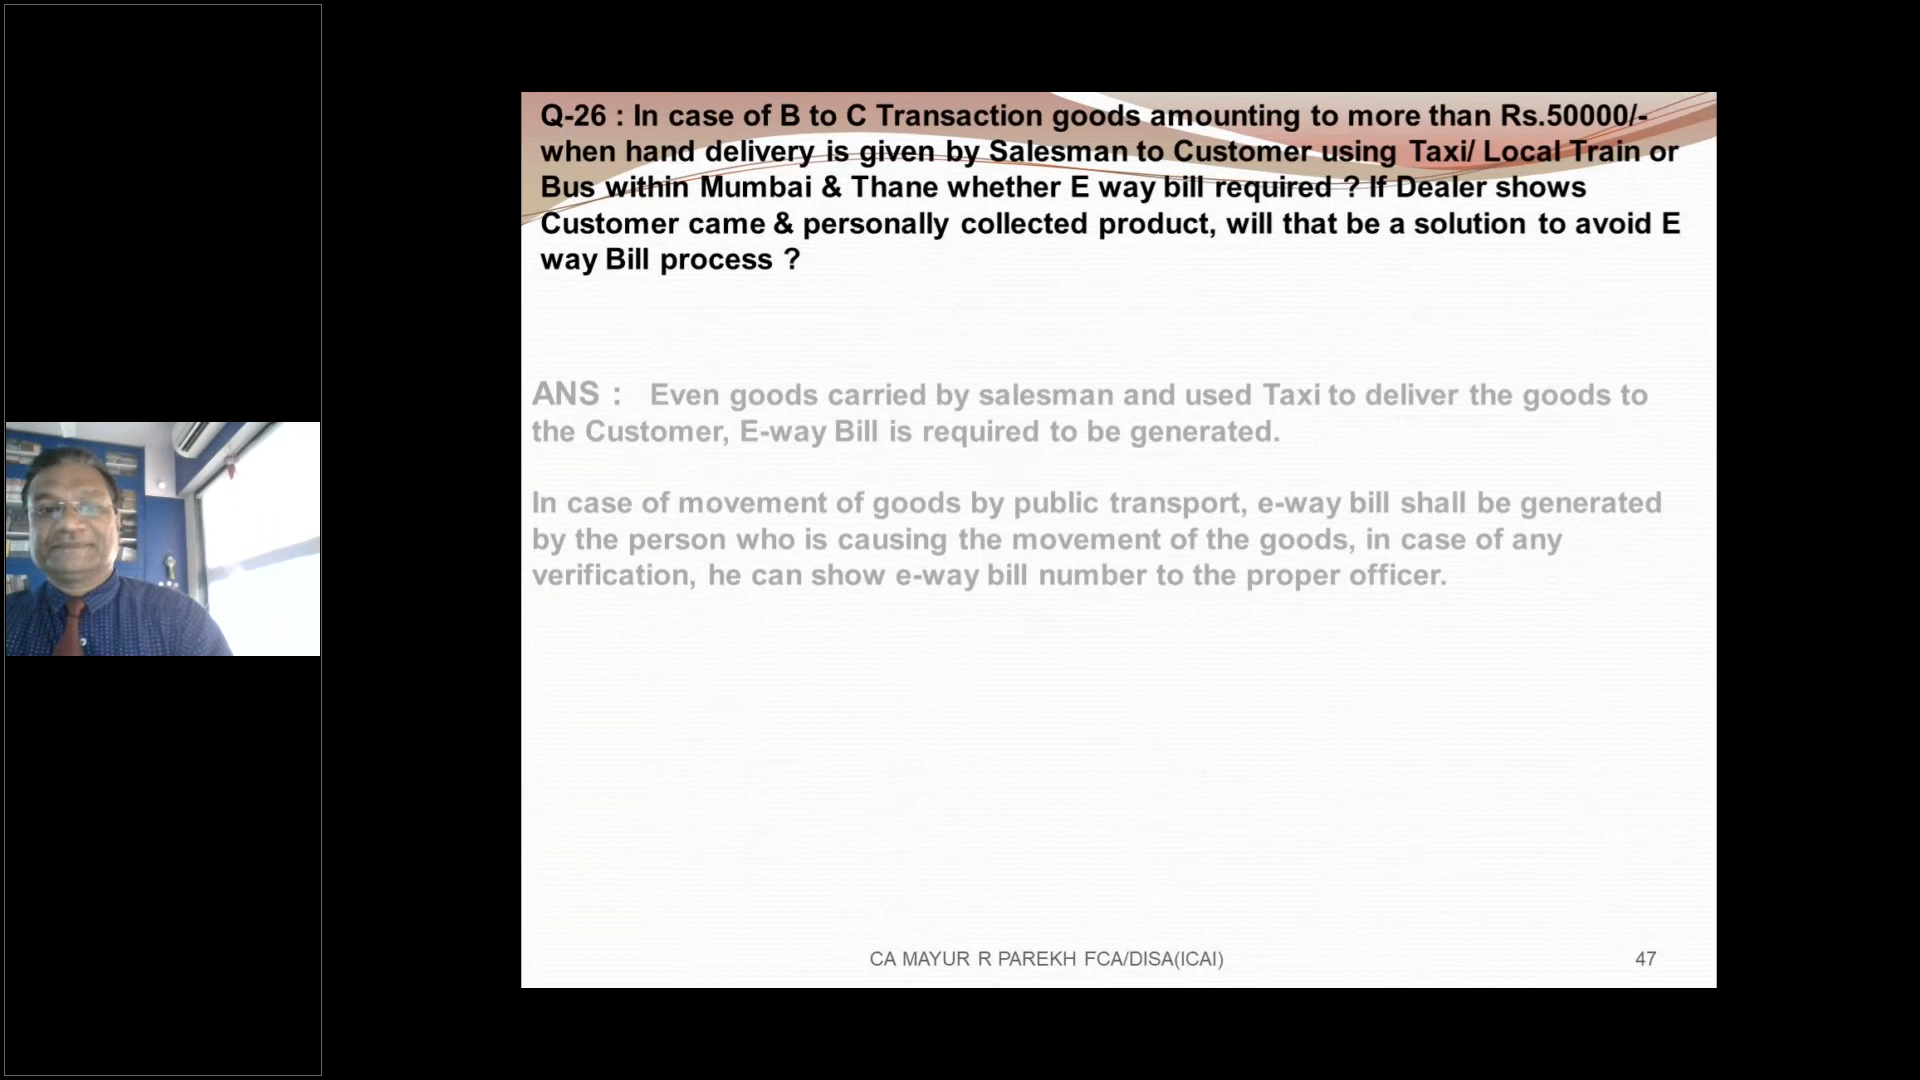 Q-26 : In case of B to C Transaction goods amounting to more than Rs.50000/-
when hand delivery is given by Salesman to Customer using Taxi/ Local Train or
Bus within Mumbai & Thane whether E way bill required ? If Dealer shows
Customer came & personally collected product, will that be a solution to avoid E
way Bill process ?
ANS : Even goods carried by salesman and used Taxi to deliver the goods to
the Customer, E-way Bill is required to be generated.
In case of movement of goods by public transport, e-way bill shall be generated
by the person who is causing the movement of the goods, in case of any
verification, he can show e-way bill number to the proper officer.
CA MAYUR R PAREKH FCA/DISA(ICAI)
47